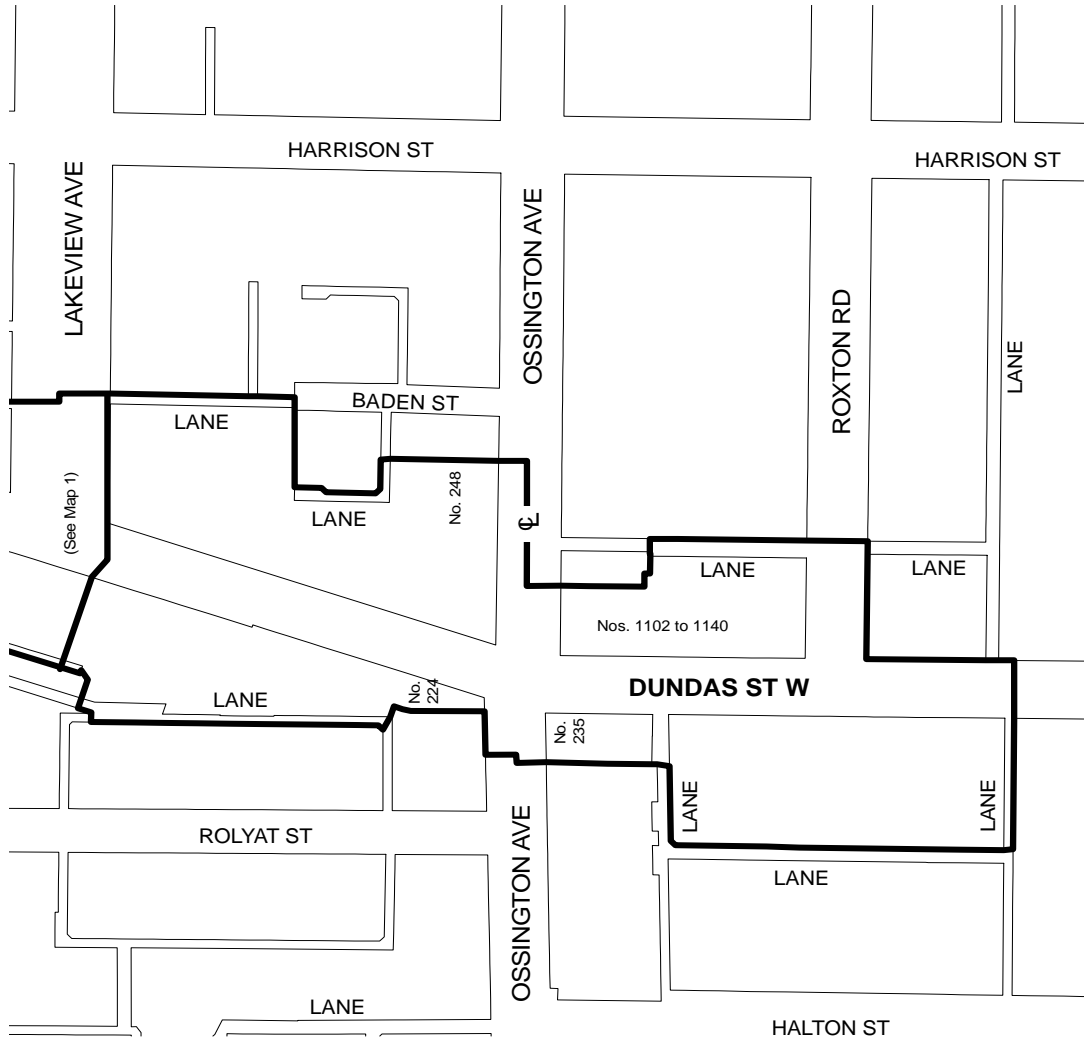 HARRISON ST
HARRISON ST
LAKEVIEW AVE
OSSINGTON AVE
ROXTON RD
LANE
BADEN ST
LANE
(See Map 1)
No. 248
LANE
℄
LANE
LANE
Nos. 1102 to 1140
DUNDAS ST W
LANE
No.
224
No.
235
LANE
LANE
ROLYAT ST
OSSINGTON AVE
LANE
LANE
HALTON ST